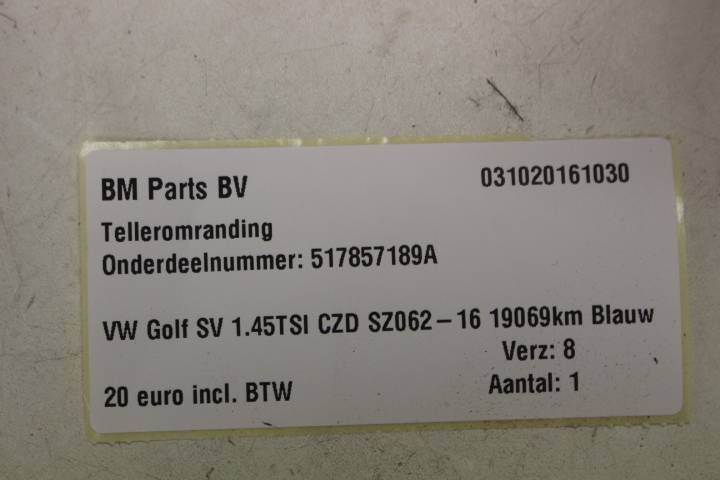 BM Parts BV 031020161030
Telleromranding
Onderdeelnummer: 517857189A
VW Golf SV 1.45TSI CZD SZ062-16 19069km Blauw
Verz: 8
20 euro incl. BTW Aantal: 1